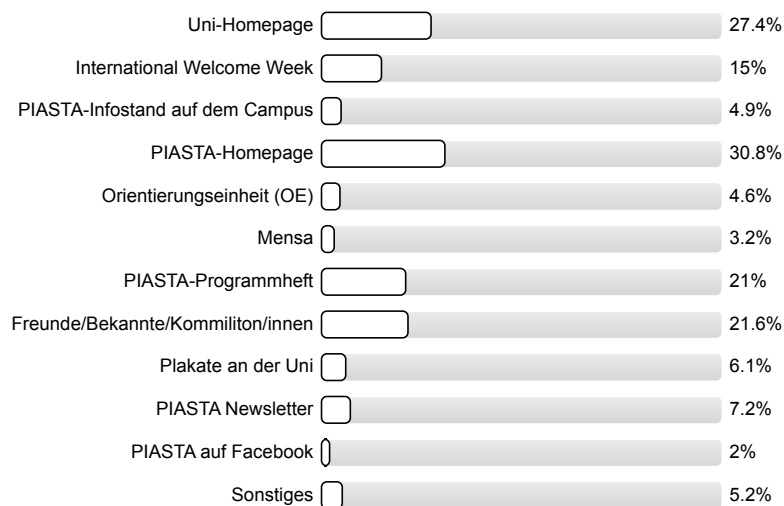 Uni-Homepage 27.4%
International Welcome Week 15%
PIASTA-Infostand auf dem Campus 4.9%
PIASTA-Homepage 30.8%
Orientierungseinheit (OE) 4.6%
Mensa 3.2%
PIASTA-Programmheft 21%
Freunde/Bekannte/Kommiliton/innen 21.6%
Plakate an der Uni 6.1%
PIASTA Newsletter 7.2%
PIASTA auf Facebook 2%
Sonstiges 5.2%